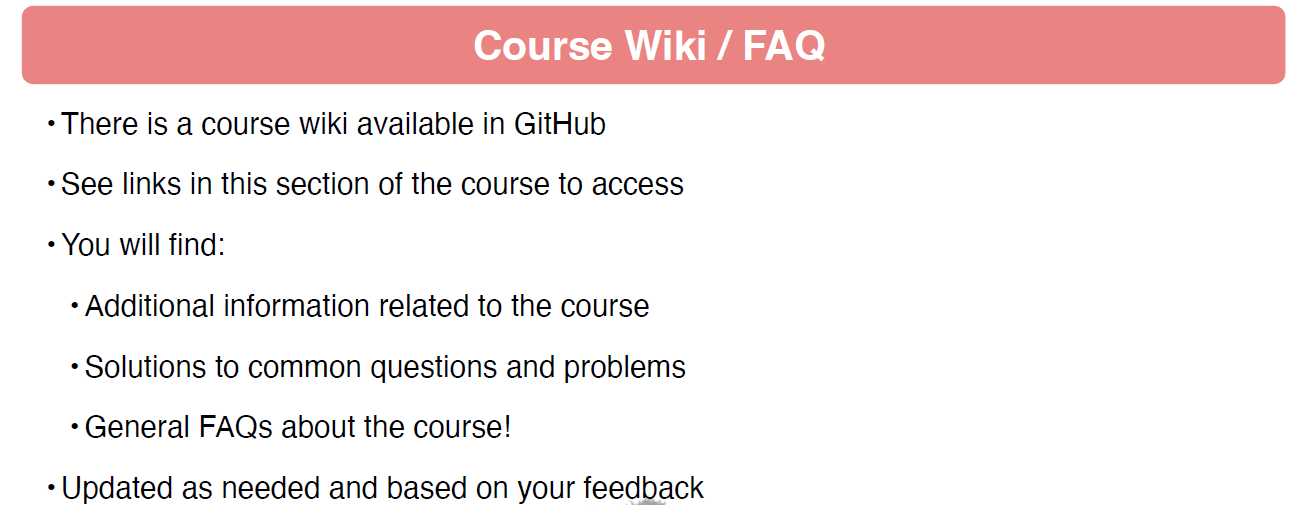 Course Wiki / FAQ
• There is a course wiki available in GitHub
• See links in this section of the course to access
• You will find:
• Additional information related to the course
• Solutions to common questions and problems
• General FAQs about the course!
• Updated as needed and based on your feedback